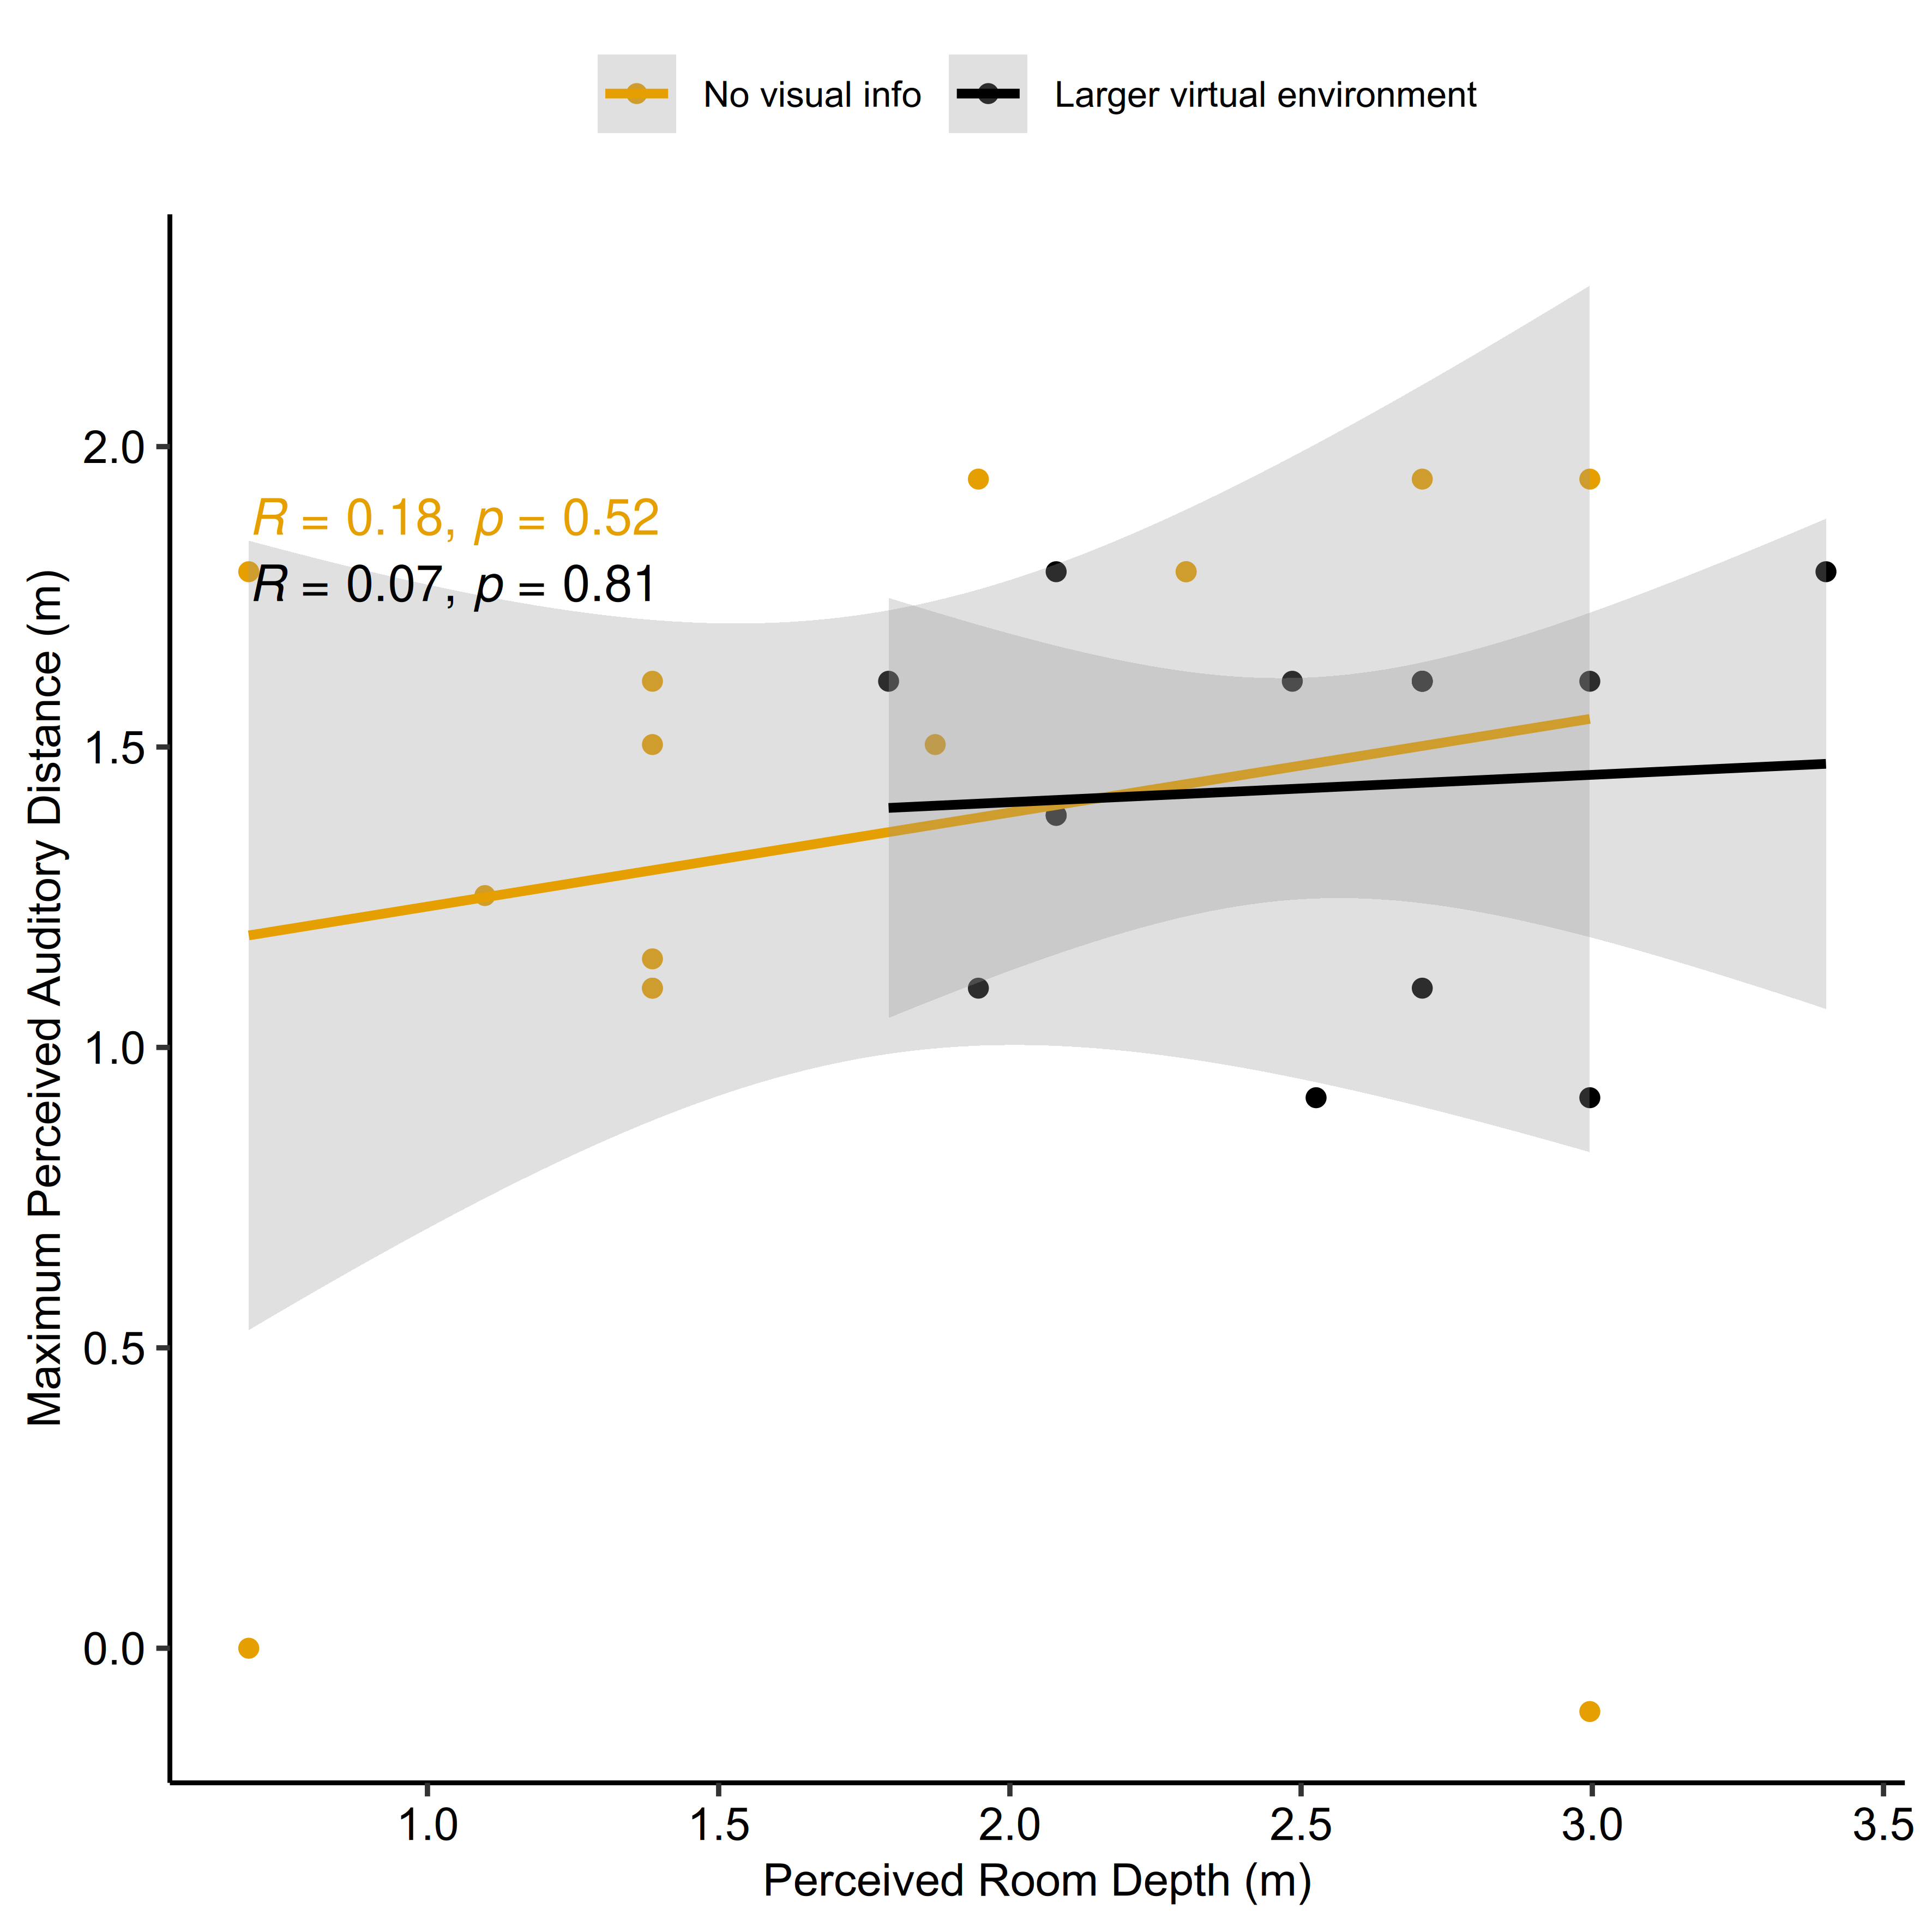 No visual info
Larger virtual environment
R = 0.18, p = 0.52
R = 0.07, p = 0.81
Maximum Perceived Auditory Distance (m)
2.0
1.5
1.0
0.5
0.0
1.0 1.5 2.0 2.5 3.0 3.5
Perceived Room Depth (m)